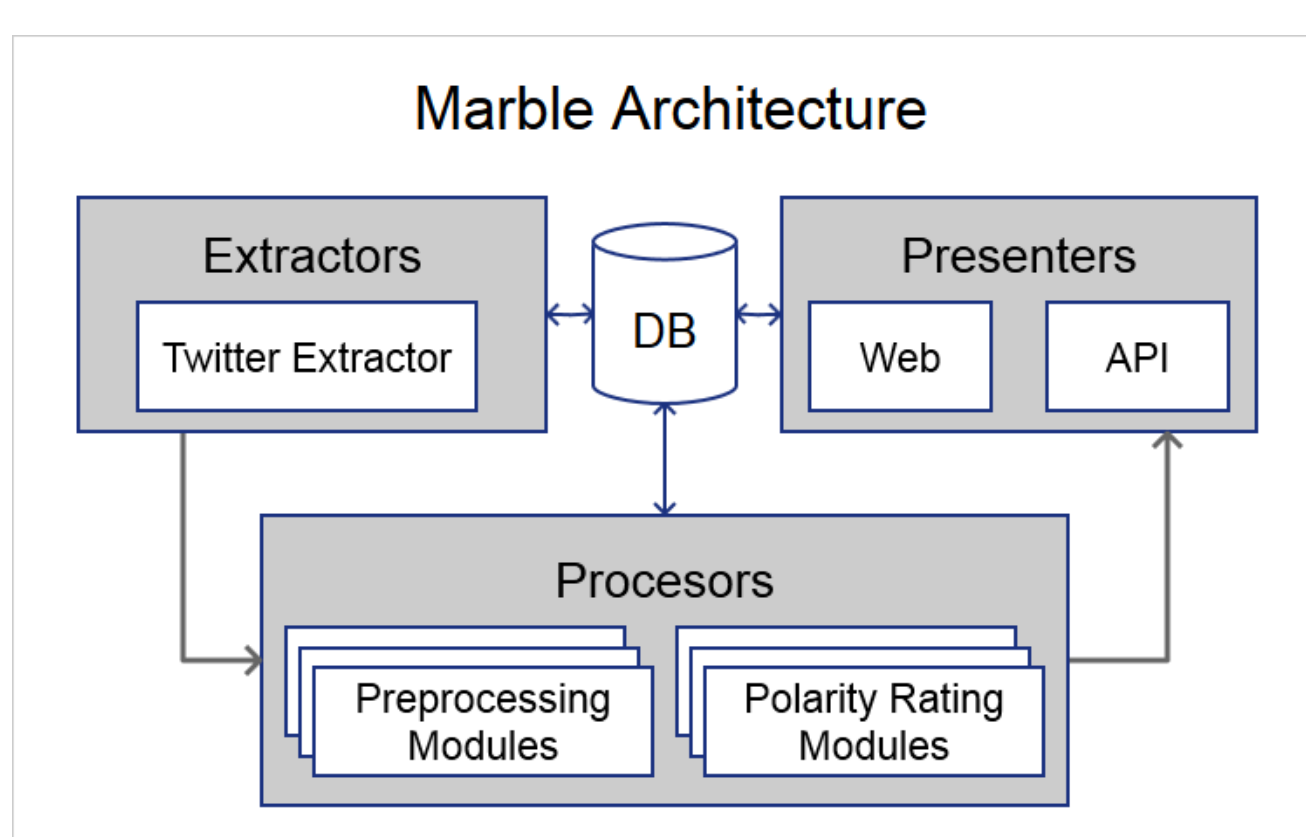 Marble Architecture
Extractors
Twitter Extractor
DB
Presenters
Web
API
Procesors
Preprocessing
Modules
Polarity Rating
Modules